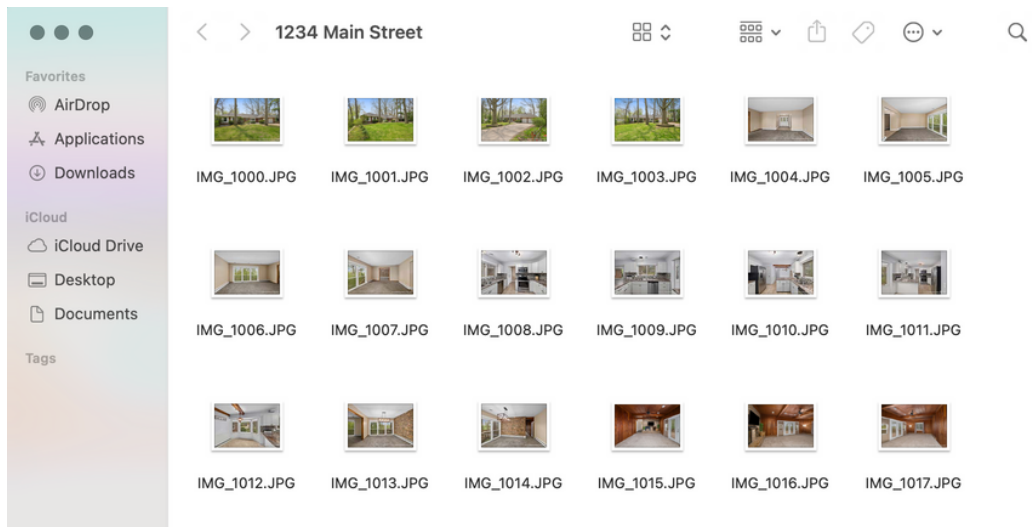 1234 Main Street
Favorites
AirDrop
Applications
Downloads
iCloud
iCloud Drive
Desktop
Documents
Tags
IMG_1000.JPG IMG_1001.JPG IMG_1002.JPG IMG_1003.JPG IMG_1004.JPG IMG_1005.JPG
IMG_1006.JPG IMG_1007.JPG IMG_1008.JPG IMG_1009.JPG IMG_1010.JPG IMG_1011.JPG
IMG_1012.JPG IMG_1013.JPG IMG_1014.JPG IMG_1015.JPG IMG_1016.JPG IMG_1017.JPG